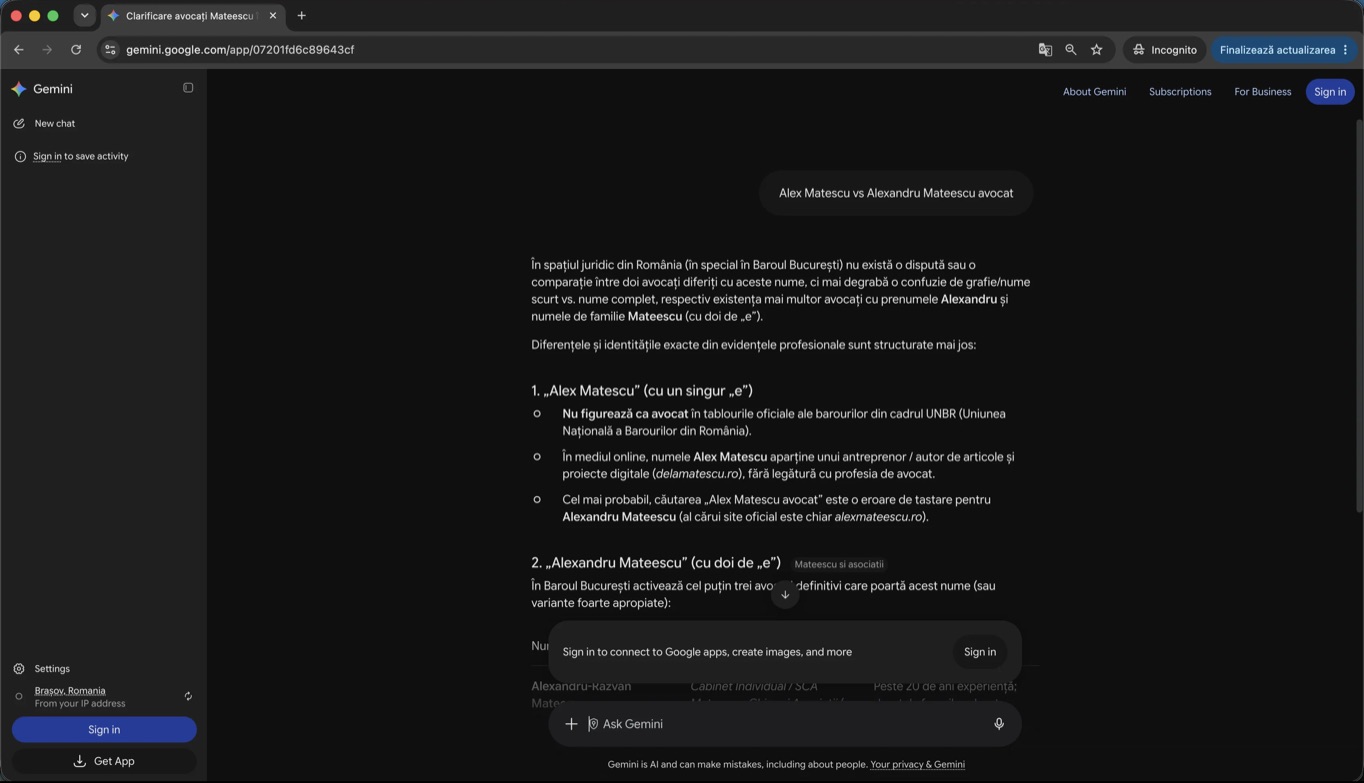 Clarificare avocați Mateescu
gemini.google.com/app/07201fd6c89643cf
Incognito
Finalizează actualizarea
Gemini
About Gemini
Subscriptions
For Business
Sign in
New chat
Sign in to save activity
Alex Matescu vs Alexandru Mateescu avocat
În spațiul juridic din România (în special în Baroul București) nu există o dispută sau o
comparație între doi avocați diferiți cu aceste nume, ci mai degrabă o confuzie de grafie/nume
scurt vs. nume complet, respectiv existența mai multor avocați cu prenumele Alexandru și
numele de familie Mateescu (cu doi de „e”).
Diferențele și identitățile exacte din evidențele profesionale sunt structurate mai jos:
1. „Alex Matescu” (cu un singur „e”)
Nu figurează ca avocat în tablourile oficiale ale barourilor din cadrul UNBR (Uniunea
Națională a Barourilor din România).
În mediul online, numele Alex Matescu aparține unui antreprenor / autor de articole și
proiecte digitale (delamatescu.ro), fără legătură cu profesia de avocat.
Cel mai probabil, căutarea „Alex Matescu avocat” este o eroare de tastare pentru
Alexandru Mateescu (al cărui site oficial este chiar alexmateescu.ro).
2. „Alexandru Mateescu” (cu doi de „e”) Mateescu si asociatii
În Baroul București activează cel puțin trei definitivi care poartă acest nume (sau
variante foarte apropiate):
Sign in to connect to Google apps, create images, and more
Sign in
Alexandru-Răzvan
Cabinet Individual / SCA
Peste 20 de ani experiență;
Ask Gemini
Gemini is AI and can make mistakes, including about people. Your privacy & Gemini
Settings
Brașov, Romania
From your IP address
Sign in
Get App